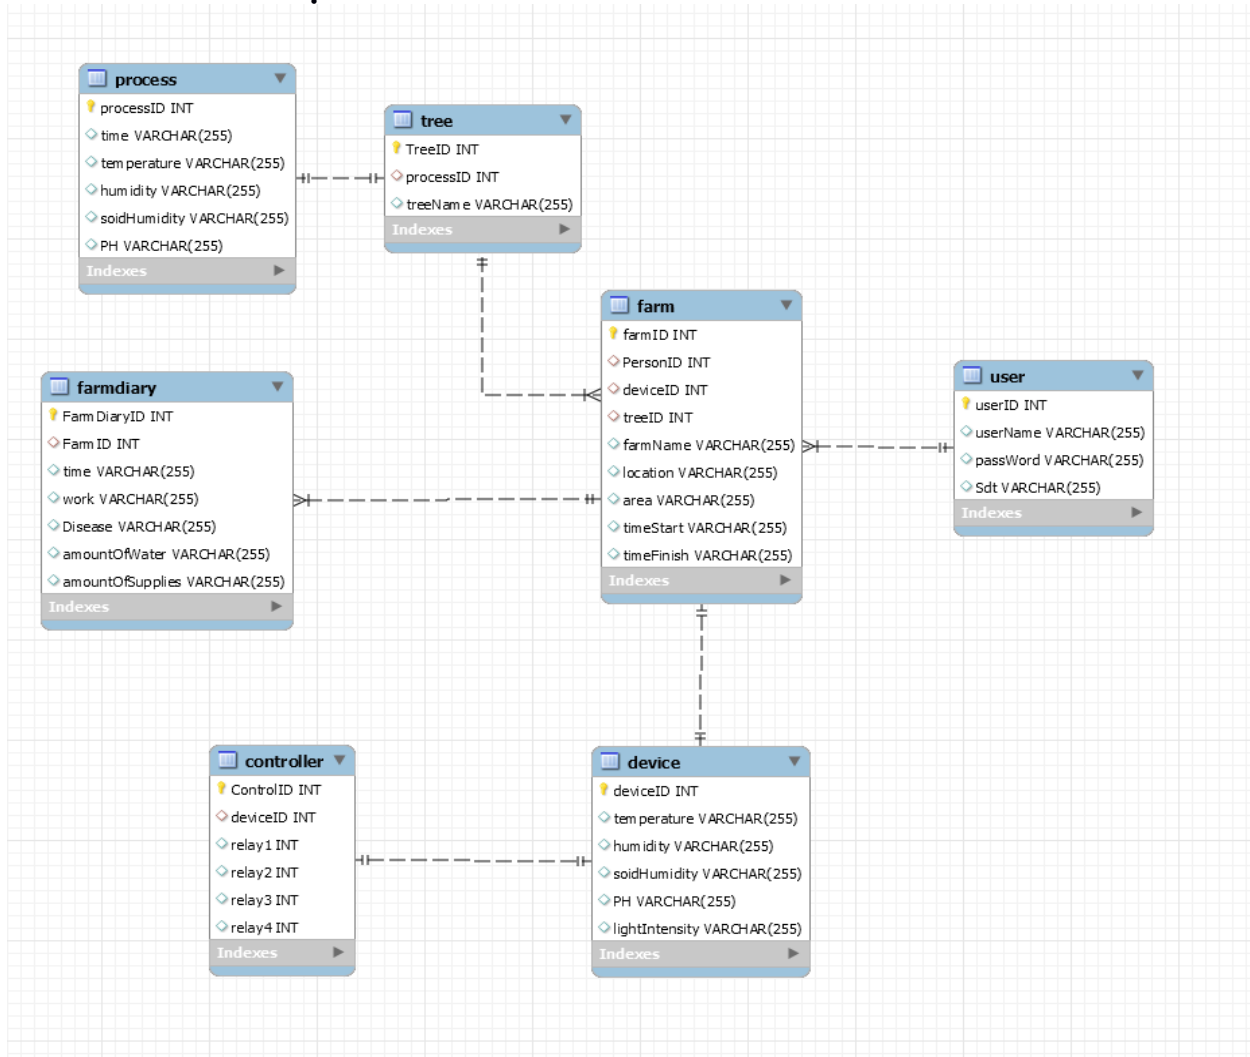 process
processID INT
time VARCHAR(255)
temperature VARCHAR(255)
humidity VARCHAR(255)
soidHumidity VARCHAR(255)
PH VARCHAR(255)
Indexes
tree
TreeID INT
processID INT
treeName VARCHAR(255)
Indexes
farm
farmID INT
PersonID INT
deviceID INT
treeID INT
farmName VARCHAR(255)
location VARCHAR(255)
area VARCHAR(255)
timeStart VARCHAR(255)
timeFinish VARCHAR(255)
Indexes
user
userID INT
userName VARCHAR(255)
passWord VARCHAR(255)
Sdt VARCHAR(255)
Indexes
farmdiary
FarmDiaryID INT
FarmID INT
time VARCHAR(255)
work VARCHAR(255)
Disease VARCHAR(255)
amountOfWater VARCHAR(255)
amountOfSupplies VARCHAR(255)
Indexes
controller
ControlID INT
deviceID INT
relay1 INT
relay2 INT
relay3 INT
relay4 INT
Indexes
device
deviceID INT
temperature VARCHAR(255)
humidity VARCHAR(255)
soidHumidity VARCHAR(255)
PH VARCHAR(255)
lightIntensity VARCHAR(255)
Indexes